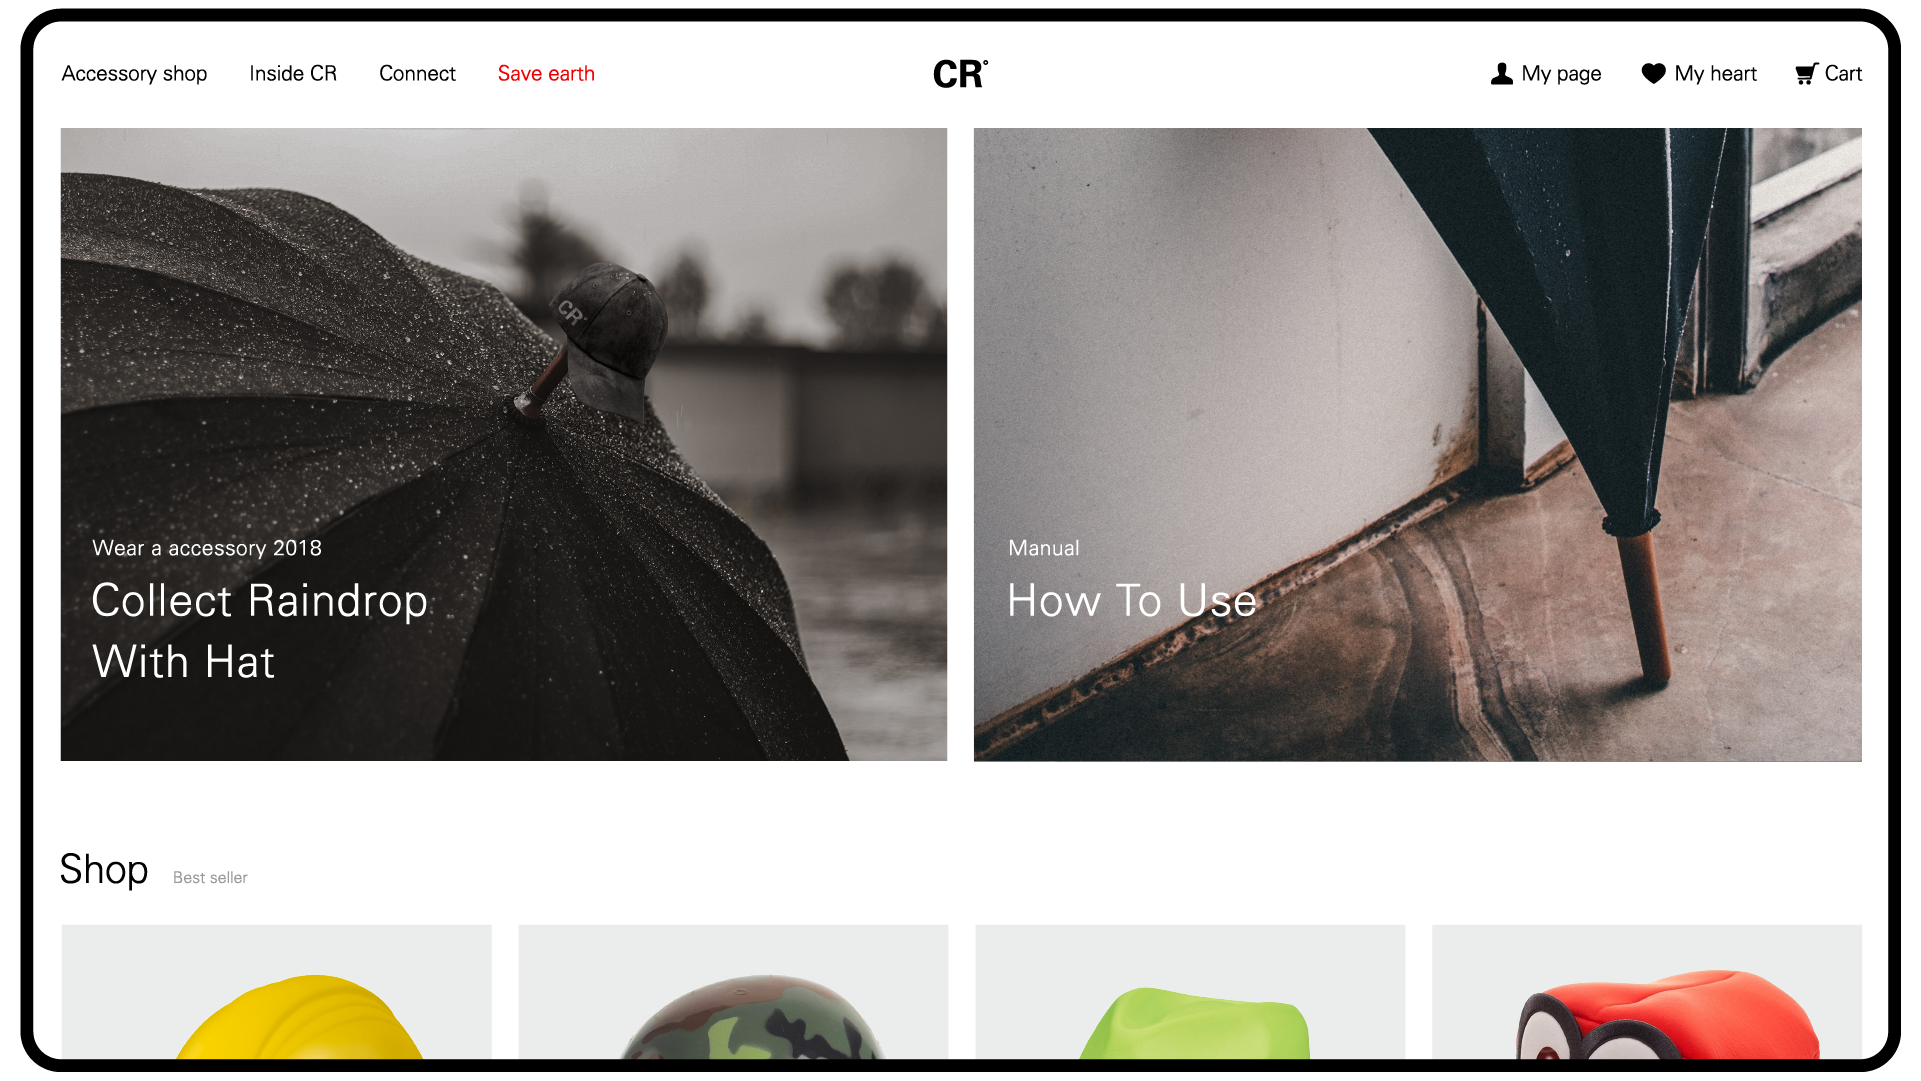 Accessory shop
Inside CR
Connect
Save earth
CR°
My page
My heart
Cart
CR°
Wear a accessory 2018
Collect Raindrop
With Hat
Manual
How To Use
Shop
Best seller